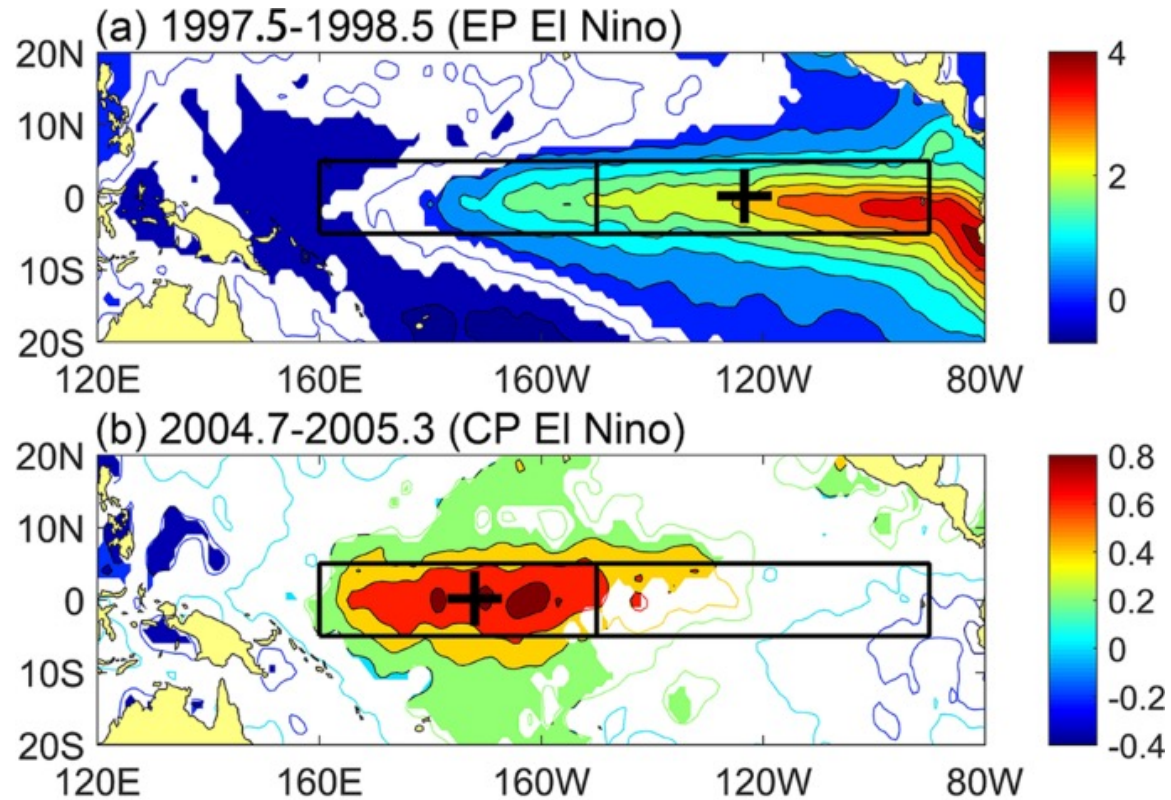 (a) 1997.5-1998.5 (EP El Nino)
20N
10N
0
10S
20S
120E 160E 160W 120W 80W
4
2
0
(b) 2004.7-2005.3 (CP El Nino)
20N
10N
0
10S
20S
120E 160E 160W 120W 80W
0.8
0.6
0.4
0.2
0
-0.2
-0.4